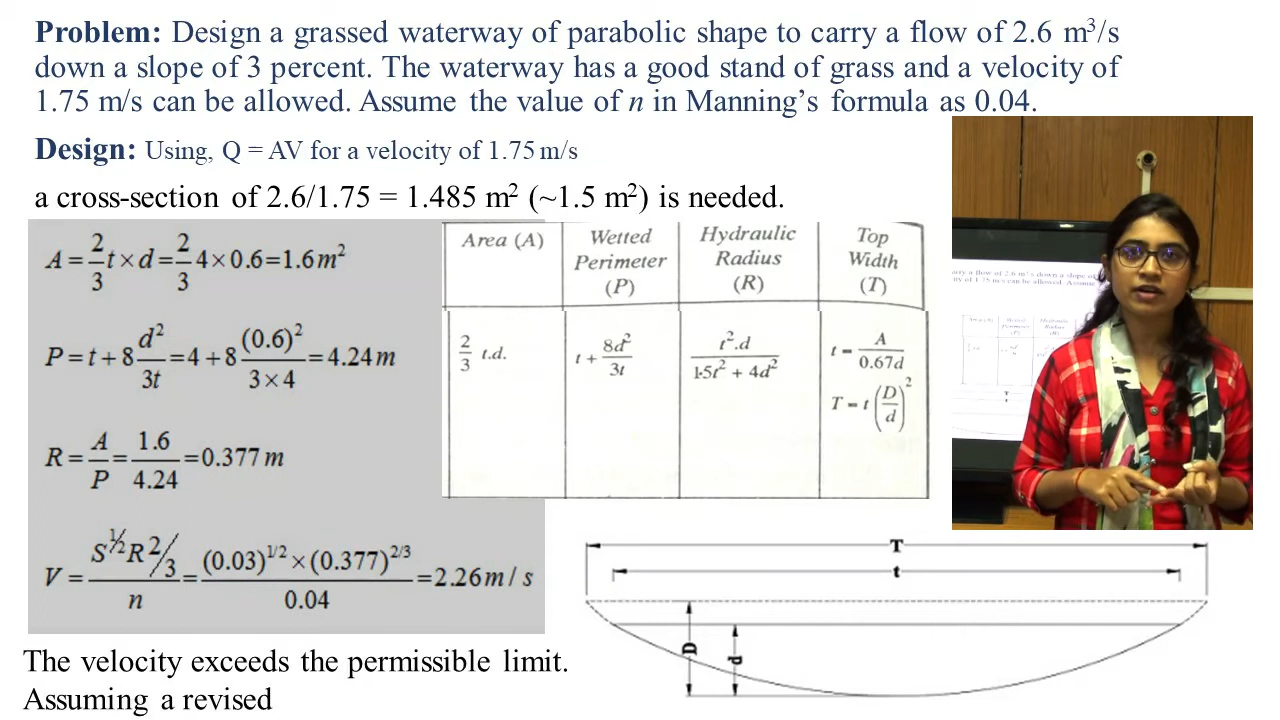 Problem: Design a grassed waterway of parabolic shape to carry a flow of 2.6 m³/s
down a slope of 3 percent. The waterway has a good stand of grass and a velocity of
1.75 m/s can be allowed. Assume the value of n in Manning's formula as 0.04.
Design: Using, Q = AV for a velocity of 1.75 m/s
a cross-section of 2.6/1.75 = 1.485 m² (~1.5 m²) is needed.
A = 2/3 t × d = 2/3 4 × 0.6 = 1.6 m²
P = t + 8 d²/3t = 4 + 8 (0.6)²/3 × 4 = 4.24 m
R = A/P = 1.6/4.24 = 0.377 m
V = S^½ R^2/3 / n = (0.03)^1/2 × (0.377)^2/3 / 0.04 = 2.26 m / s
The velocity exceeds the permissible limit.
Assuming a revised
Area (A)
Wetted
Perimeter
(P)
Hydraulic
Radius
(R)
Top
Width
(T)
2/3 t.d.
t + 8d²/3t
t².d / 1.5t² + 4d²
t = A/0.67d
T = t (D/d)²
T
t
D
d